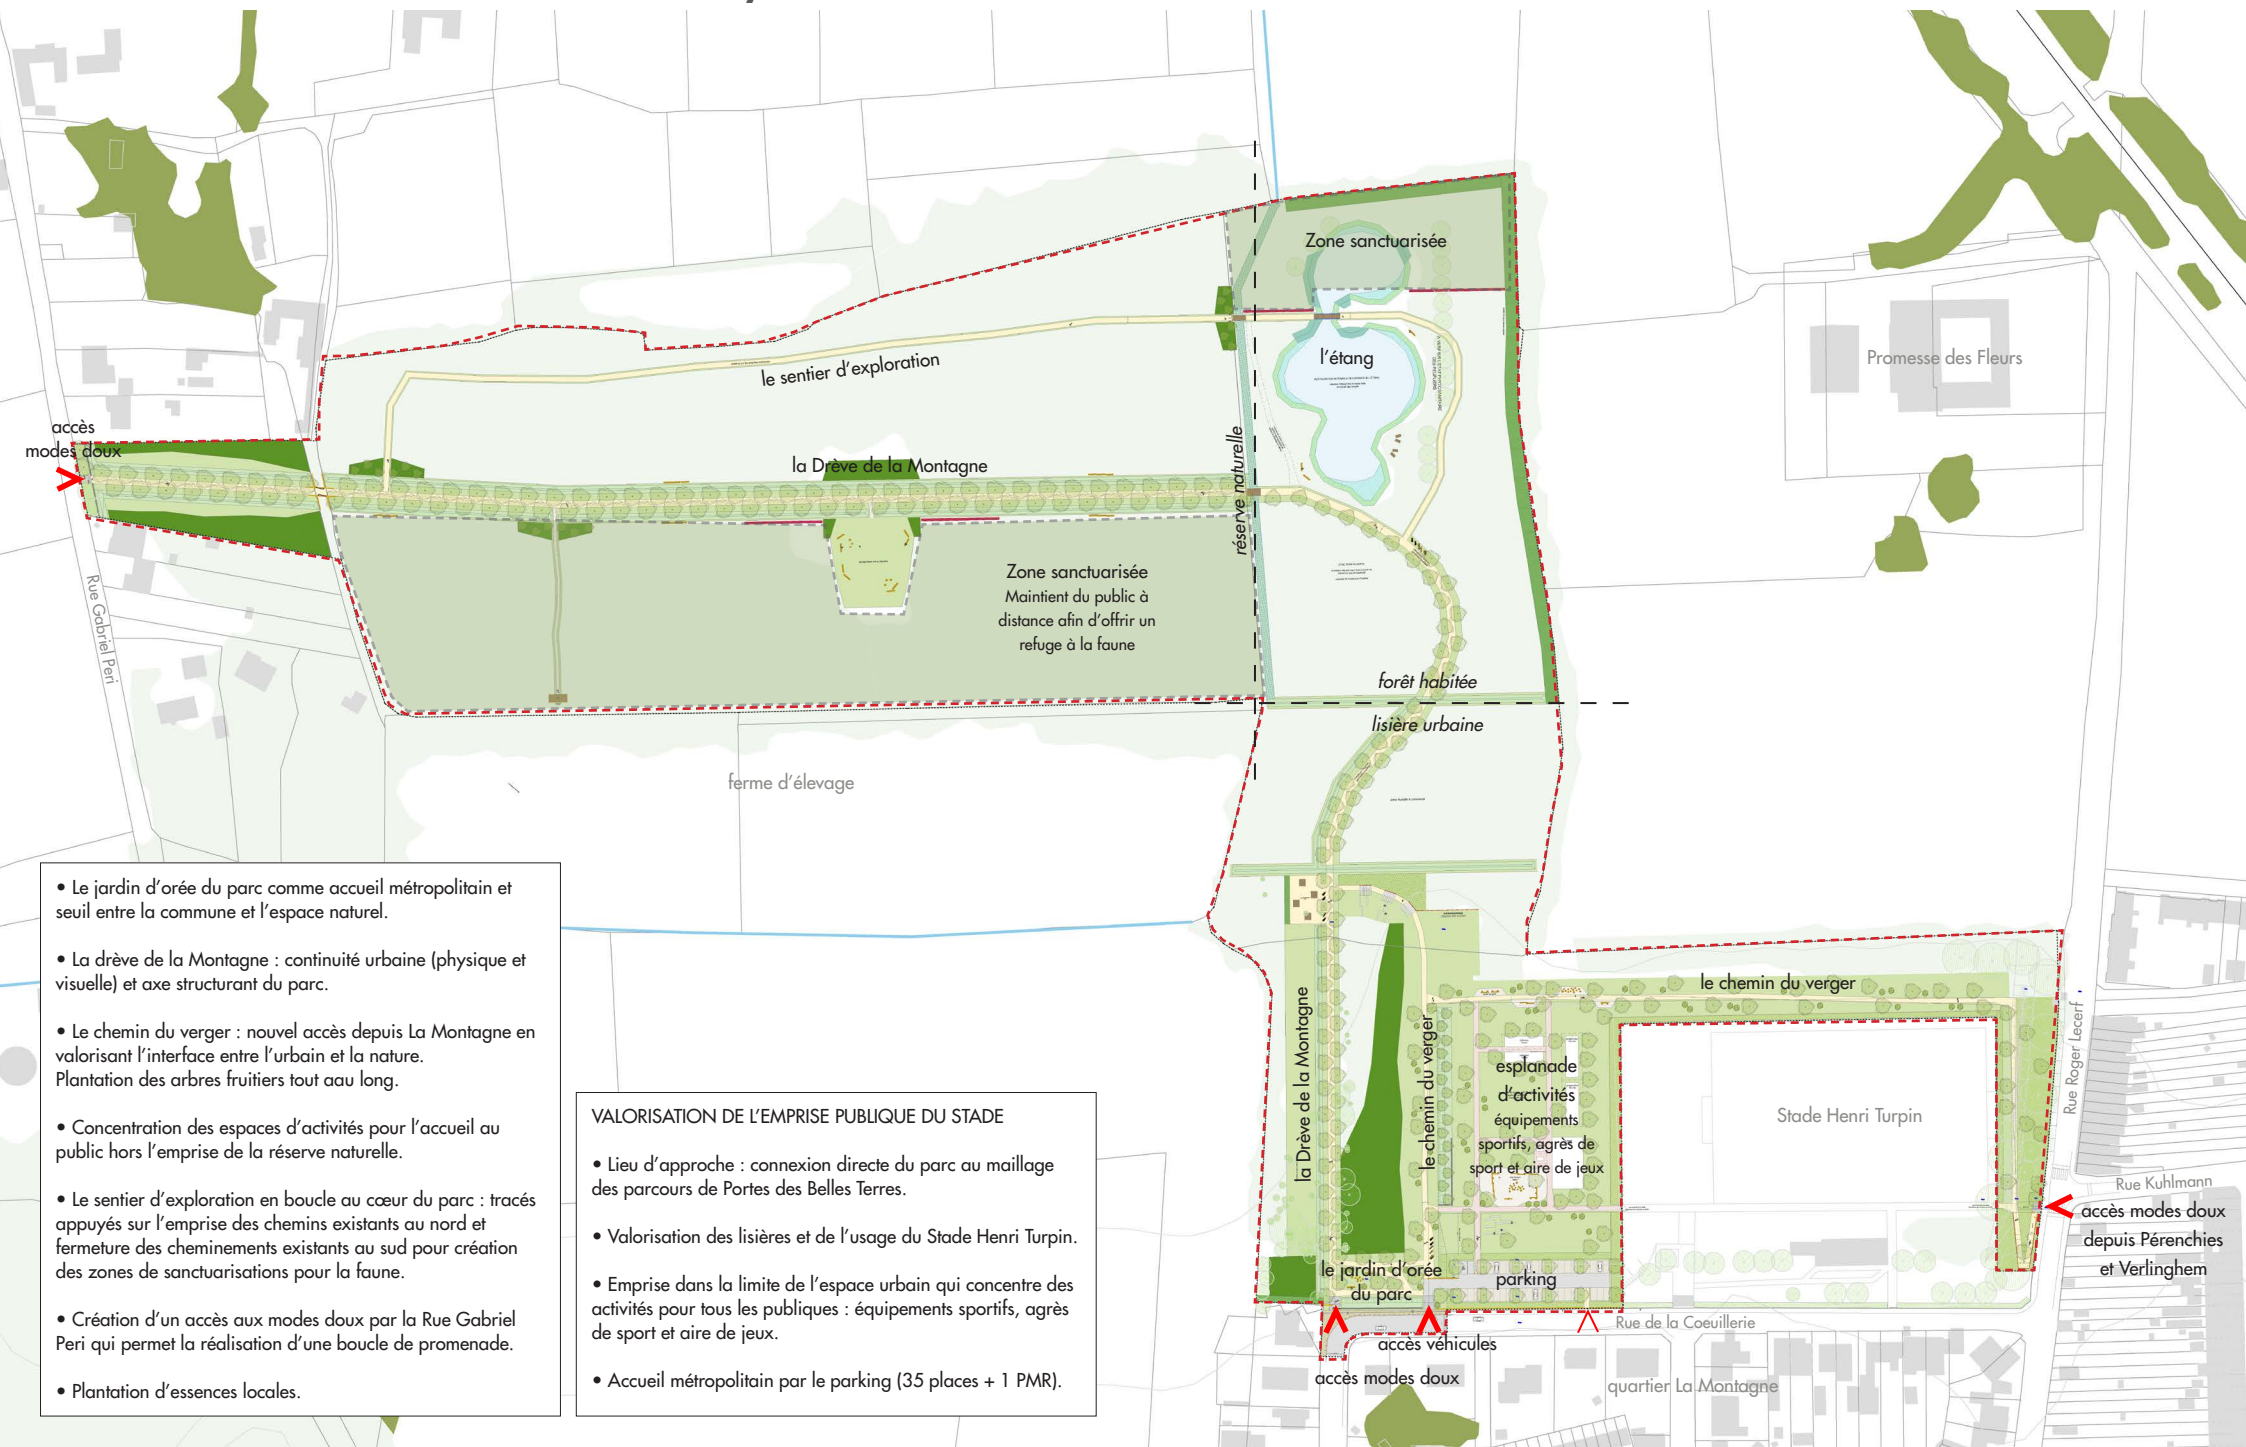 Zone sanctuarisée
l'étang
le sentier d'exploration
Promesse des Fleurs
accès
modes doux
la Drève de la Montagne
réserve naturelle
Zone sanctuarisée
Maintient du public à
distance afin d'offrir un
refuge à la faune
Rue Gabriel Peri
forêt habitée
lisière urbaine
ferme d'élevage
• Le jardin d'orée du parc comme accueil métropolitain et
seuil entre la commune et l'espace naturel.
• La drève de la Montagne : continuité urbaine (physique et
visuelle) et axe structurant du parc.
• Le chemin du verger : nouvel accès depuis La Montagne en
valorisant l'interface entre l'urbain et la nature.
Plantation des arbres fruitiers tout aau long.
• Concentration des espaces d'activités pour l'accueil au
public hors l'emprise de la réserve naturelle.
• Le sentier d'exploration en boucle au cœur du parc : tracés
appuyés sur l'emprise des chemins existants au nord et
fermeture des cheminements existants au sud pour création
des zones de sanctuarisations pour la faune.
• Création d'un accès aux modes doux par la Rue Gabriel
Peri qui permet la réalisation d'une boucle de promenade.
• Plantation d'essences locales.
VALORISATION DE L'EMPRISE PUBLIQUE DU STADE
• Lieu d'approche : connexion directe du parc au maillage
des parcours de Portes des Belles Terres.
• Valorisation des lisières et de l'usage du Stade Henri Turpin.
• Emprise dans la limite de l'espace urbain qui concentre des
activités pour tous les publiques : équipements sportifs, agrès
de sport et aire de jeux.
• Accueil métropolitain par le parking (35 places + 1 PMR).
le chemin du verger
la Drève de la Montagne
le chemin du verger
esplanade
d'activités
équipements
sportifs, agrès de
sport et aire de jeux
Stade Henri Turpin
Rue Roger Lecerf
Rue Kuhlmann
accès modes doux
depuis Pérenchies
et Verlinghem
le jardin d'orée
du parc
parking
Rue de la Coeuillerie
accès véhicules
accès modes doux
quartier La Montagne